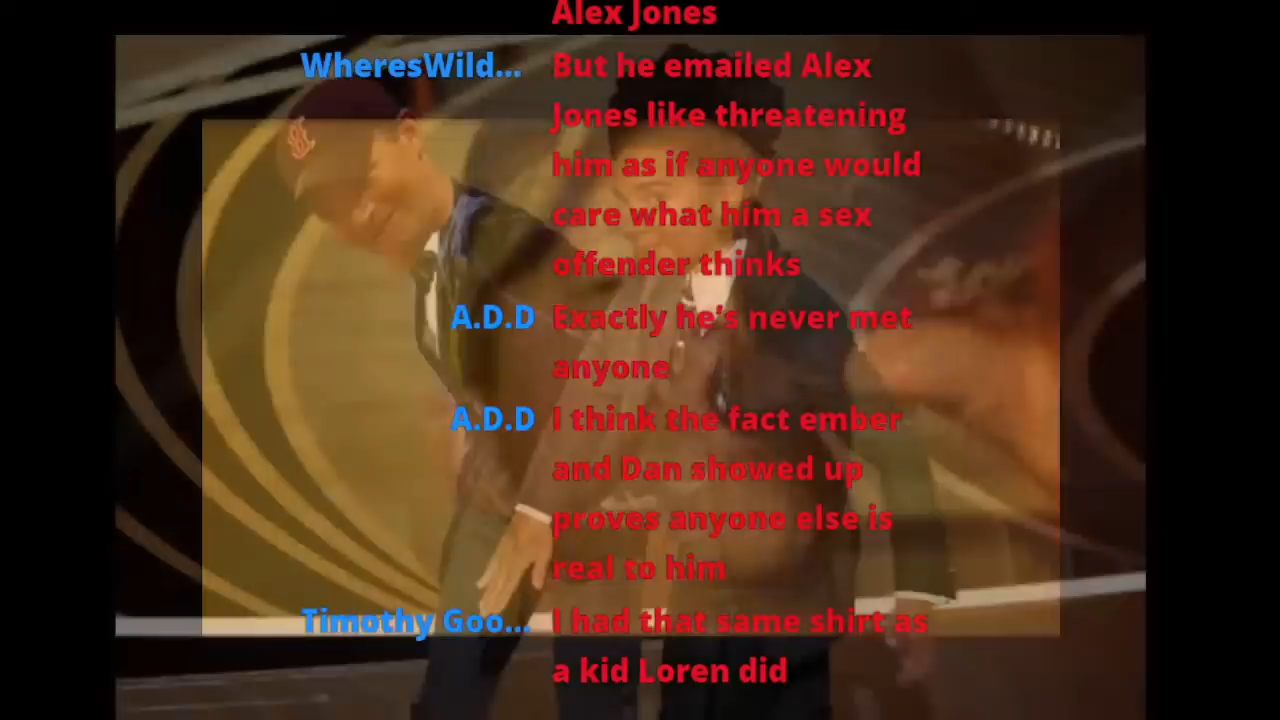 Alex Jones
WheresWild... But he emailed Alex
Jones like threatening
him as if anyone would
care what him a sex
offender thinks
A.D.D Exactly he's never met
anyone
A.D.D I think the fact ember
and Dan showed up
proves anyone else is
real to him
Timothy Goo... I had that same shirt as
a kid Loren did